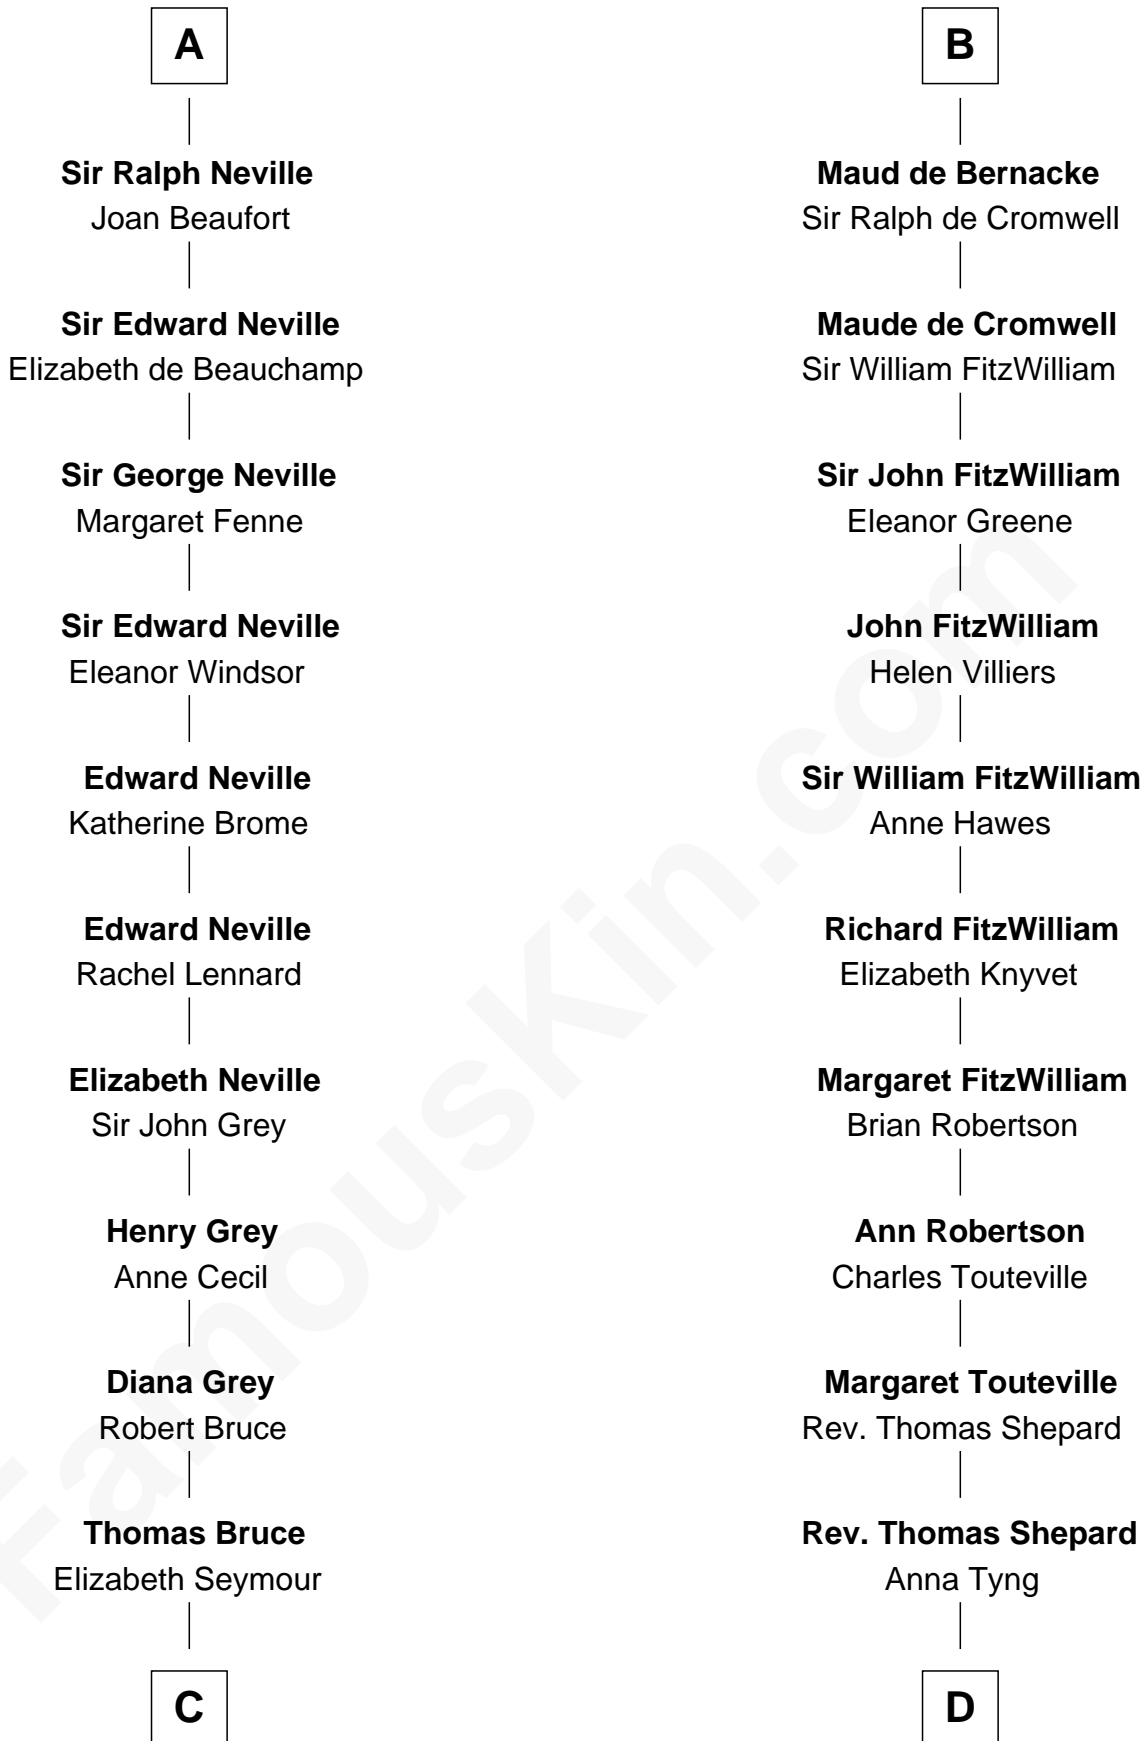 A
Sir Ralph Neville
Joan Beaufort
Sir Edward Neville
Elizabeth de Beauchamp
Sir George Neville
Margaret Fenne
Sir Edward Neville
Eleanor Windsor
Edward Neville
Katherine Brome
Edward Neville
Rachel Lennard
Elizabeth Neville
Sir John Grey
Henry Grey
Anne Cecil
Diana Grey
Robert Bruce
Thomas Bruce
Elizabeth Seymour
C
B
Maud de Bernacke
Sir Ralph de Cromwell
Maude de Cromwell
Sir William FitzWilliam
Sir John FitzWilliam
Eleanor Greene
John FitzWilliam
Helen Villiers
Sir William FitzWilliam
Anne Hawes
Richard FitzWilliam
Elizabeth Knyvet
Margaret FitzWilliam
Brian Robertson
Ann Robertson
Charles Touteville
Margaret Touteville
Rev. Thomas Shepard
Rev. Thomas Shepard
Anna Tyng
D
FamousKin.com